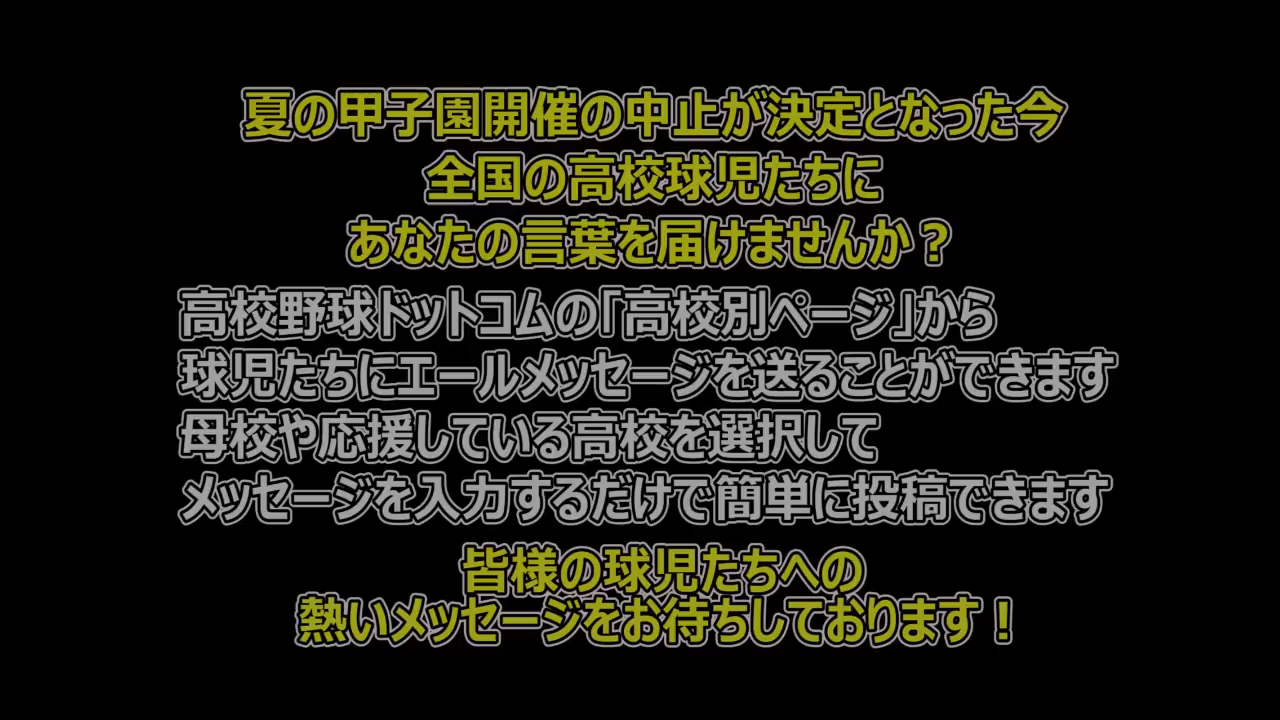 夏の甲子園開催の中止が決定となった今
全国の高校球児たちに
あなたの言葉を届けませんか？
高校野球ドットコムの「高校別ページ」から
球児たちにエールメッセージを送ることができます
母校や応援している高校を選択して
メッセージを入力するだけで簡単に投稿できます
皆様の球児たちへの
熱いメッセージをお待ちしております！